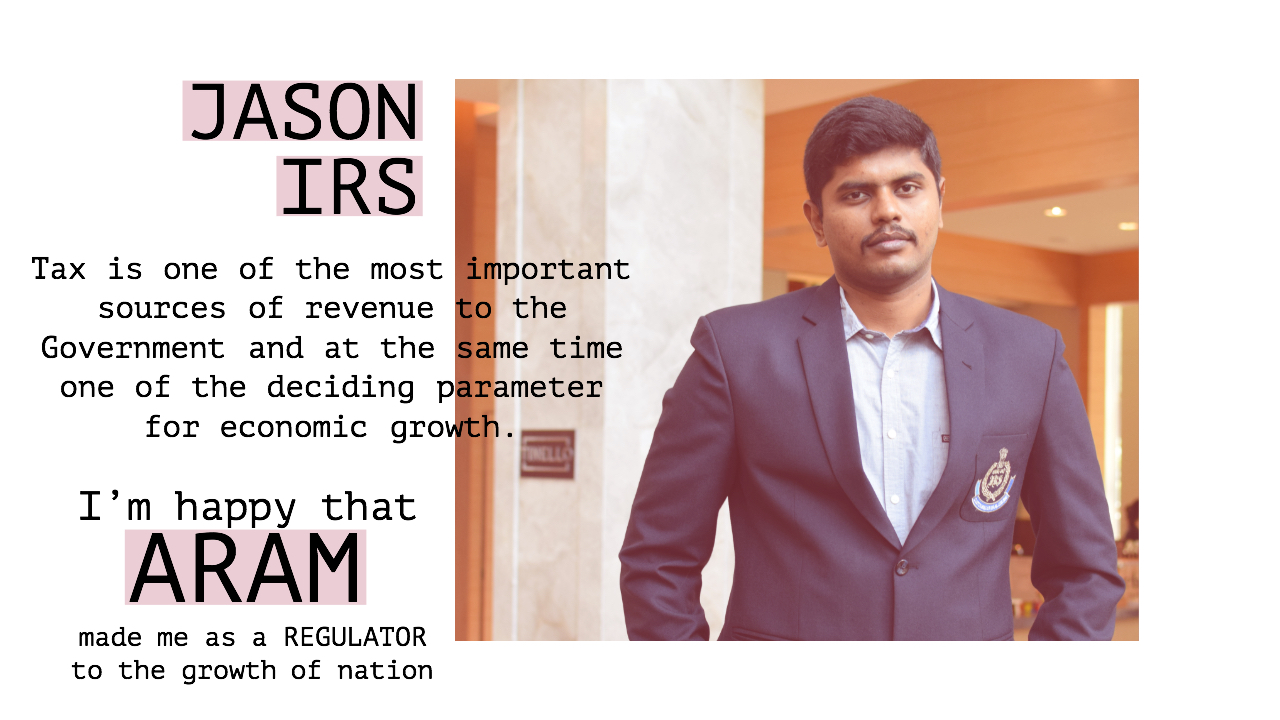 JASON
IRS
Tax is one of the most important
sources of revenue to the
Government and at the same time
one of the deciding parameter
for economic growth.
I'm happy that
ARAM
made me as a REGULATOR
to the growth of nation